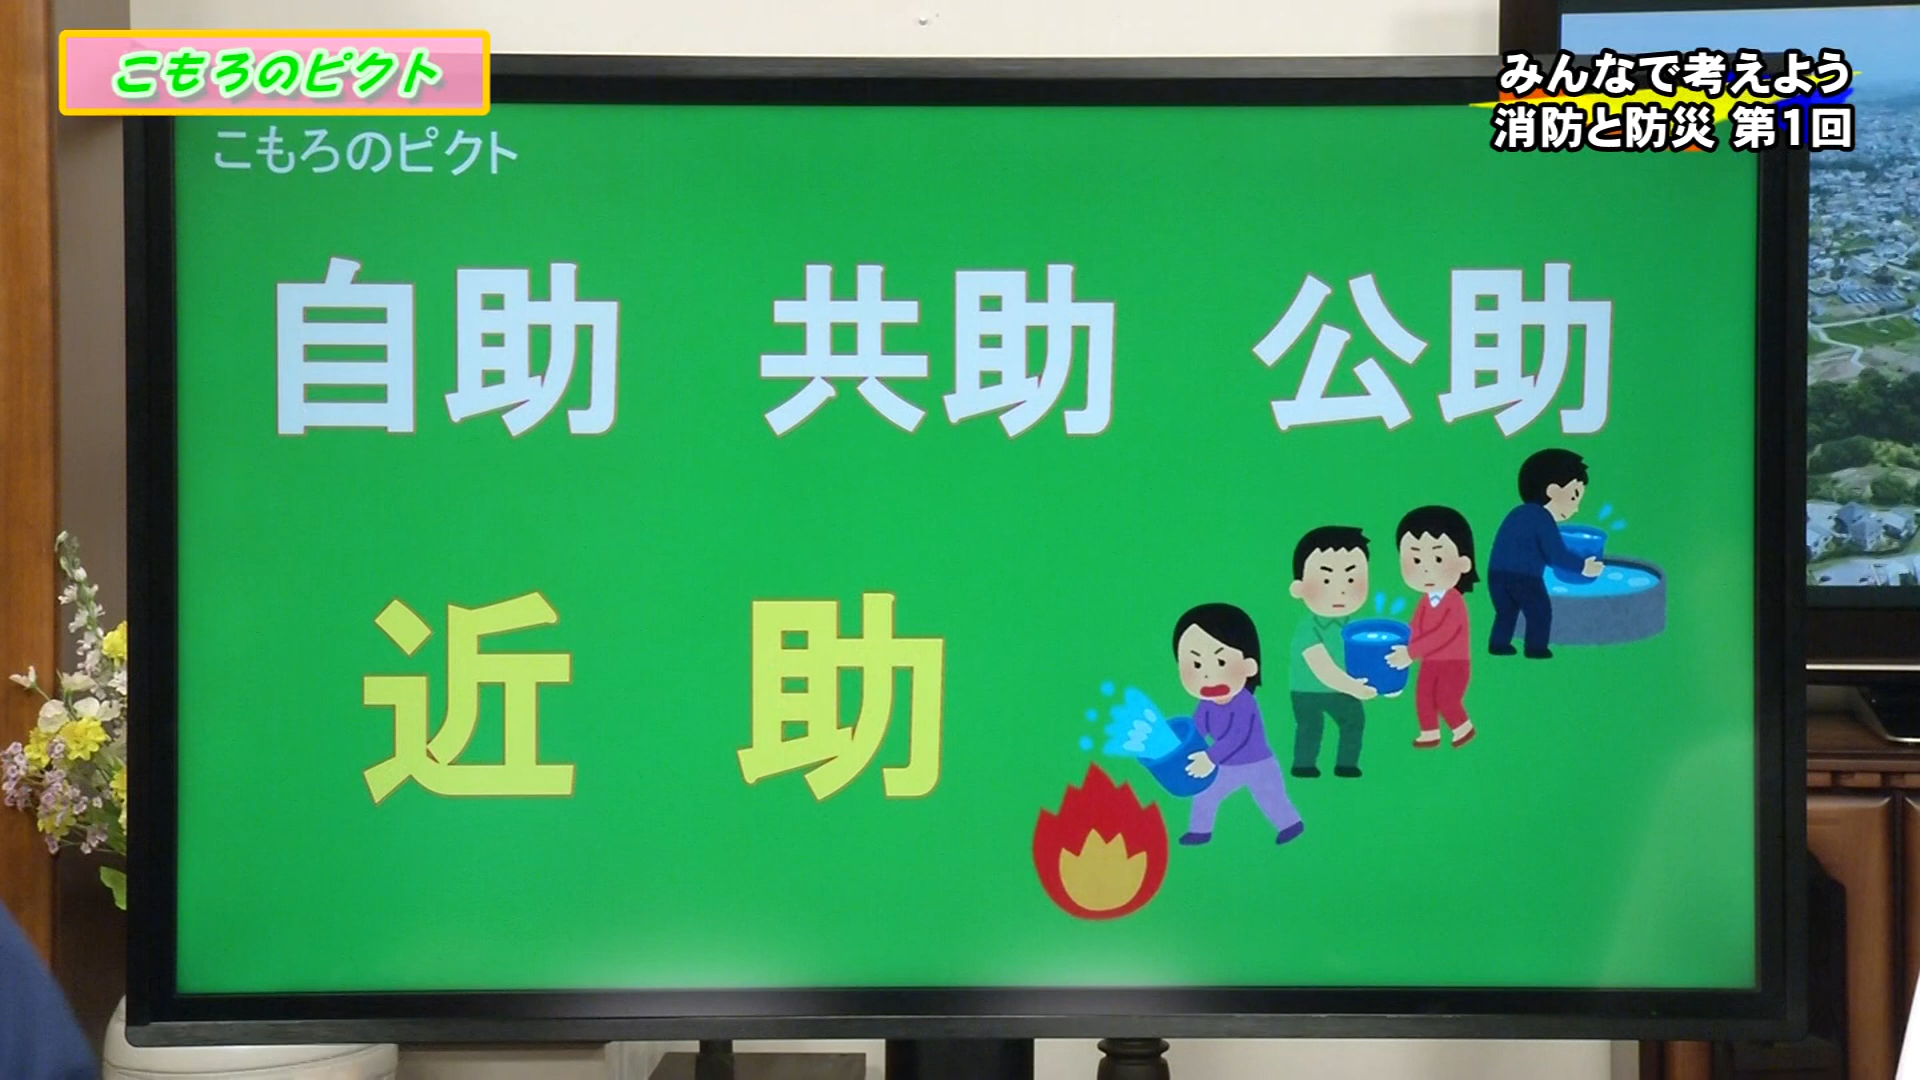 こもろのピクト
みんなで考えよう
消防と防災 第1回
こもろのピクト
自助 共助 公助
近助